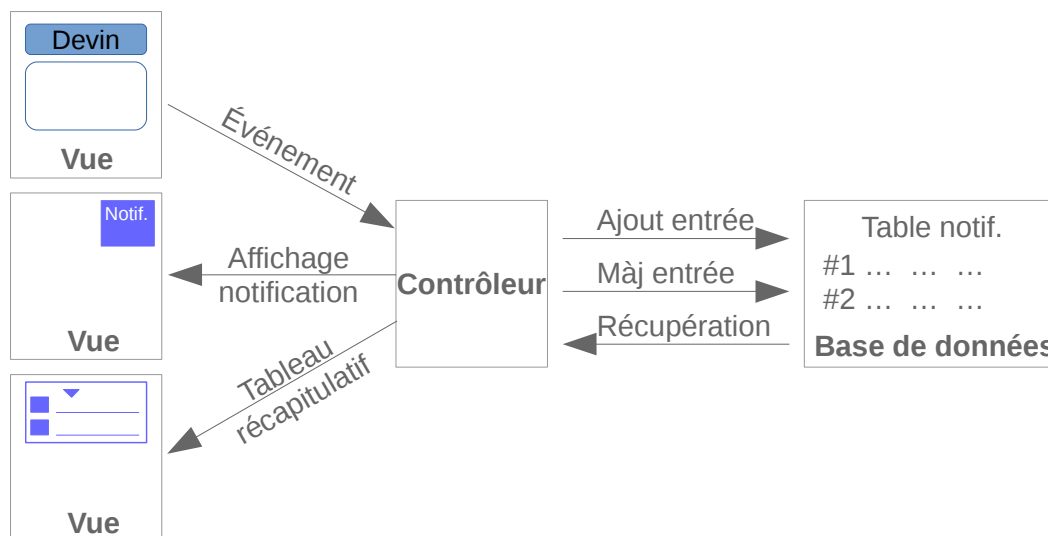 Devin
Vue
Événement
Notif.
Affichage
notification
Vue
Tableau
récapitulatif
Vue
Contrôleur
Ajout entrée
Màj entrée
Récupération
Table notif.
#1 … … …
#2 … … …
Base de données